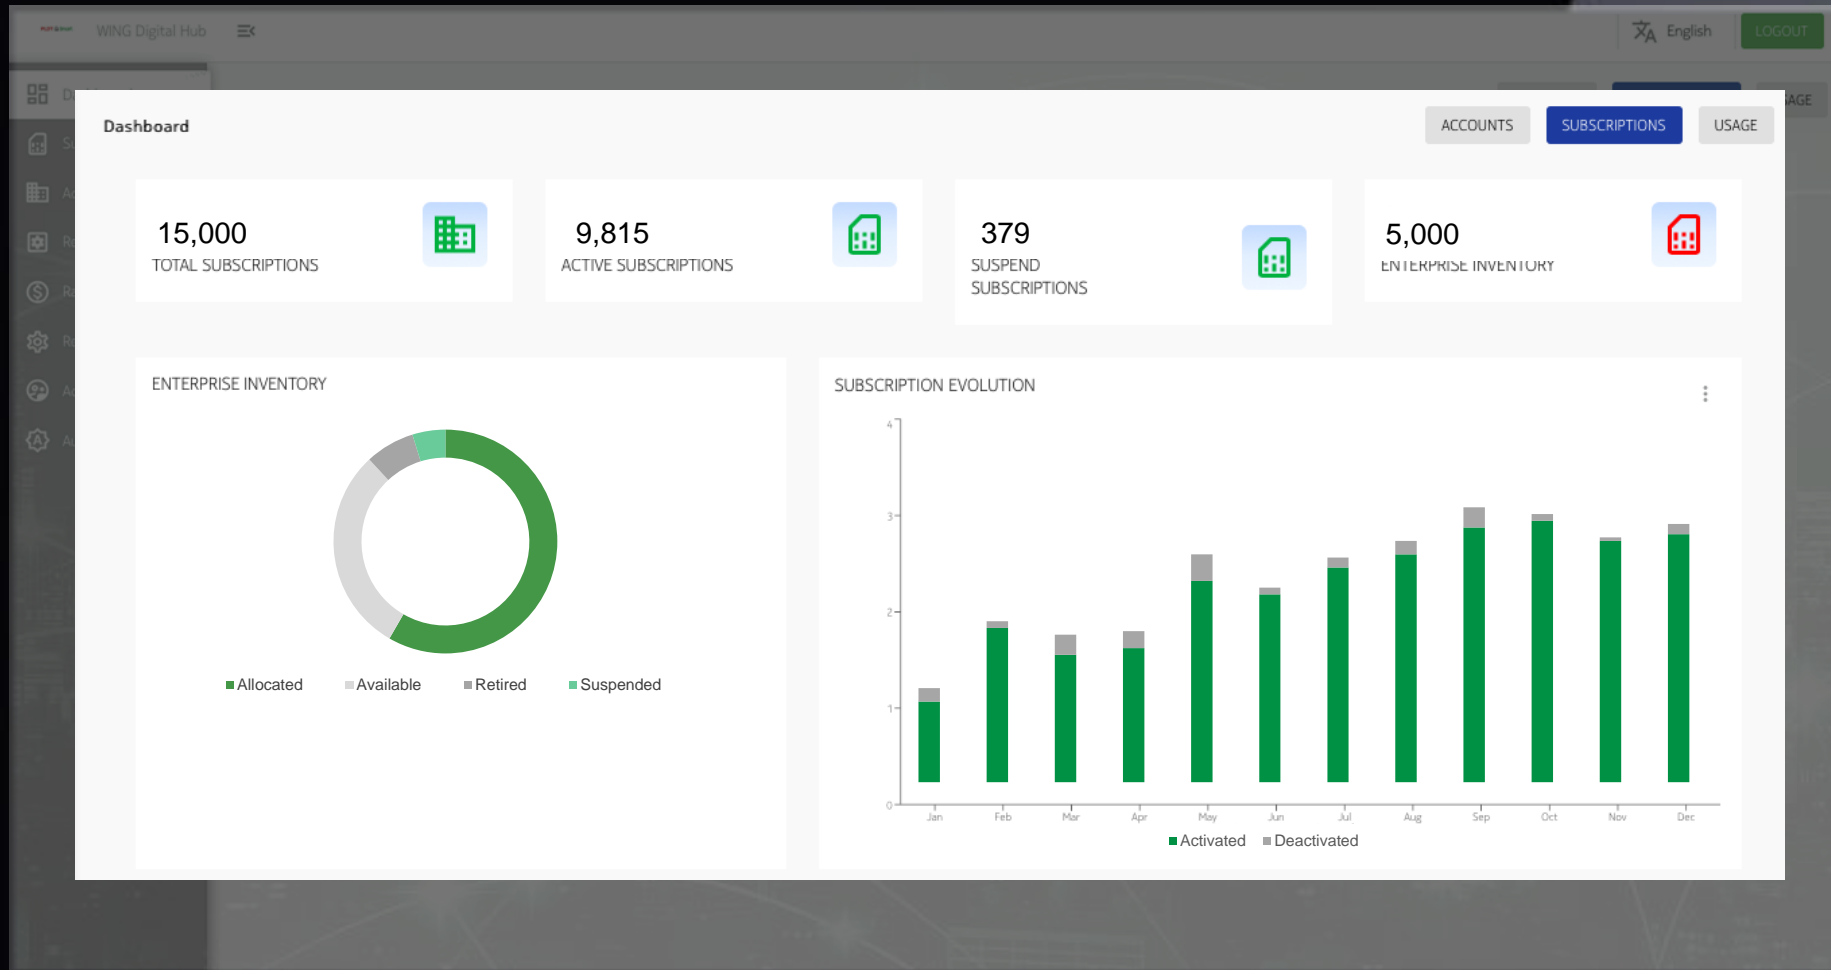 WING Digital Hub
English
LOGOUT
Dashboard
ACCOUNTS
SUBSCRIPTIONS
USAGE
15,000
TOTAL SUBSCRIPTIONS
9,815
ACTIVE SUBSCRIPTIONS
379
SUSPEND
SUBSCRIPTIONS
5,000
ENTERPRISE INVENTORY
ENTERPRISE INVENTORY
Allocated Available Retired Suspended
SUBSCRIPTION EVOLUTION
4
3
2
1
0
Jan Feb Mar Apr May Jun Jul Aug Sep Oct Nov Dec
Activated Deactivated